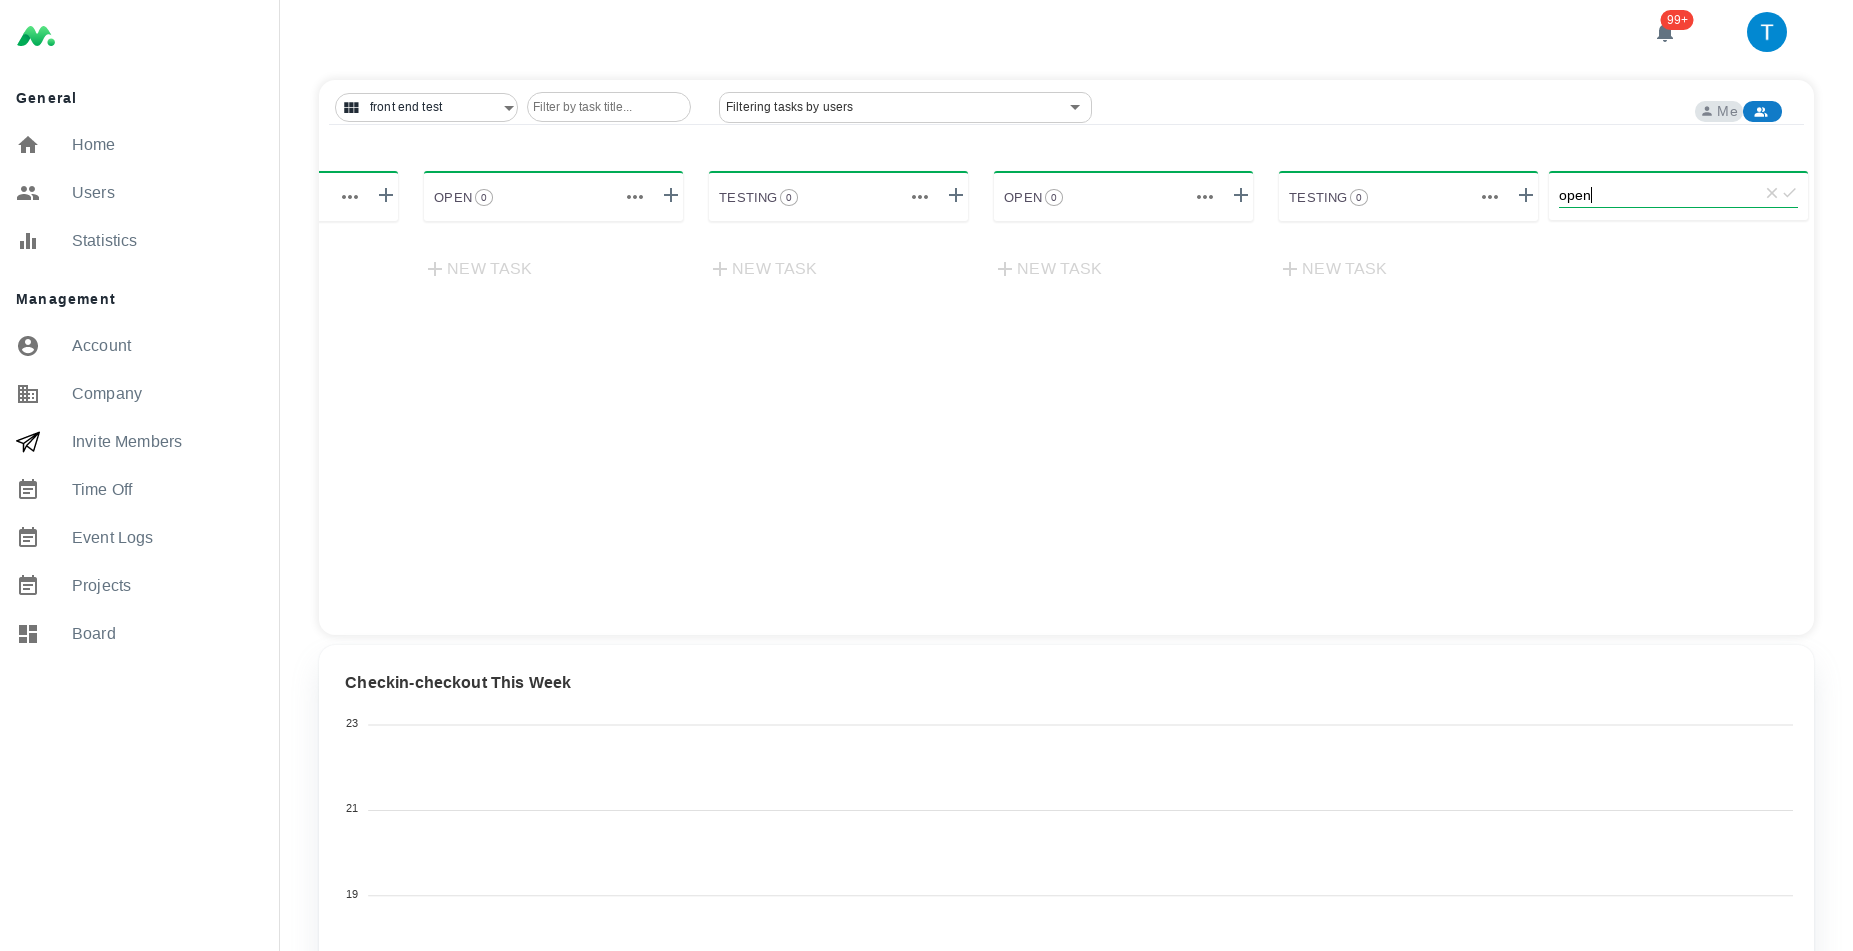 99+
T
General
Home
Users
Statistics
Management
Account
Company
Invite Members
Time Off
Event Logs
Projects
Board
front end test
Filter by task title...
Filtering tasks by users
Me
OPEN 0
TESTING 0
OPEN 0
TESTING 0
open
NEW TASK
NEW TASK
NEW TASK
NEW TASK
Checkin-checkout This Week
23
21
19